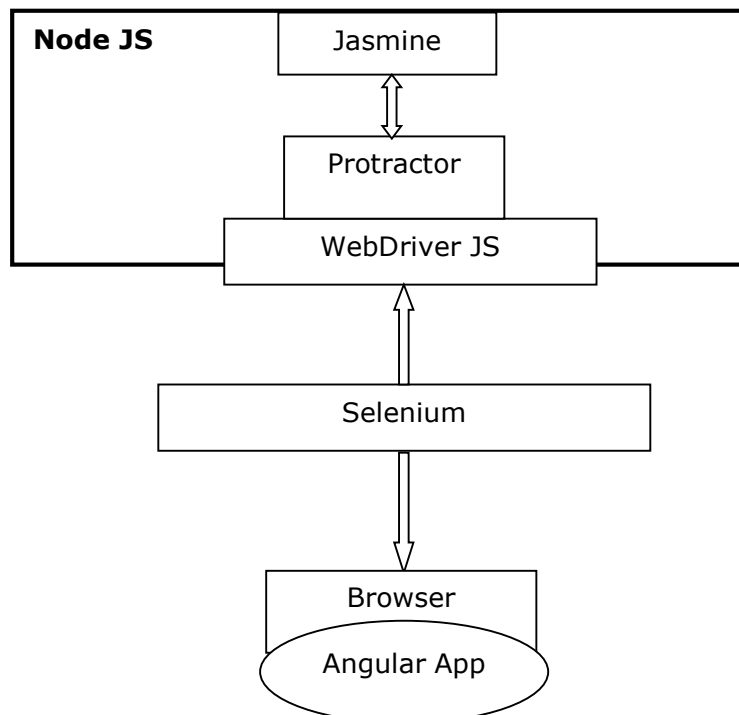 Node JS
Jasmine
Protractor
WebDriver JS
Selenium
Browser
Angular App